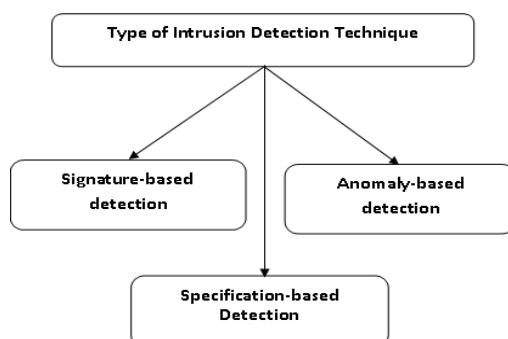 Type of Intrusion Detection Technique
Signature-based
detection
Anomaly-based
detection
Specification-based
Detection